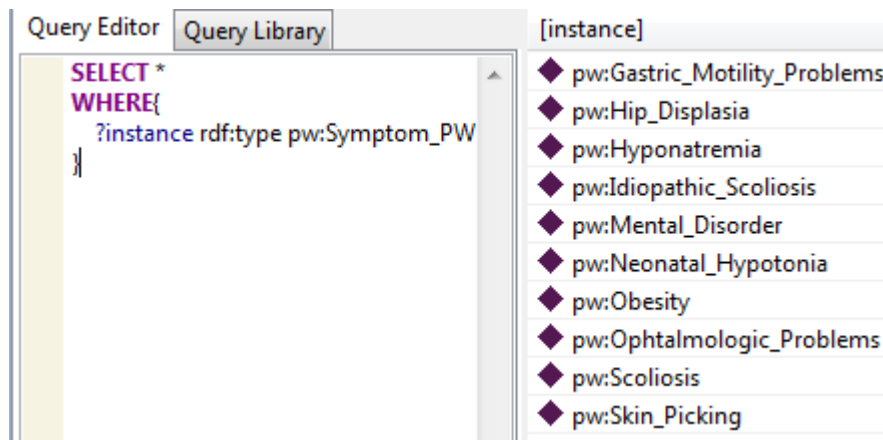 Query Editor
Query Library
SELECT *
WHERE{
?instance rdf:type pw:Symptom_PW
}
[instance]
pw:Gastric_Motility_Problems
pw:Hip_Displasia
pw:Hyponatremia
pw:Idiopathic_Scoliosis
pw:Mental_Disorder
pw:Neonatal_Hypotonia
pw:Obesity
pw:Ophtalmologic_Problems
pw:Scoliosis
pw:Skin_Picking